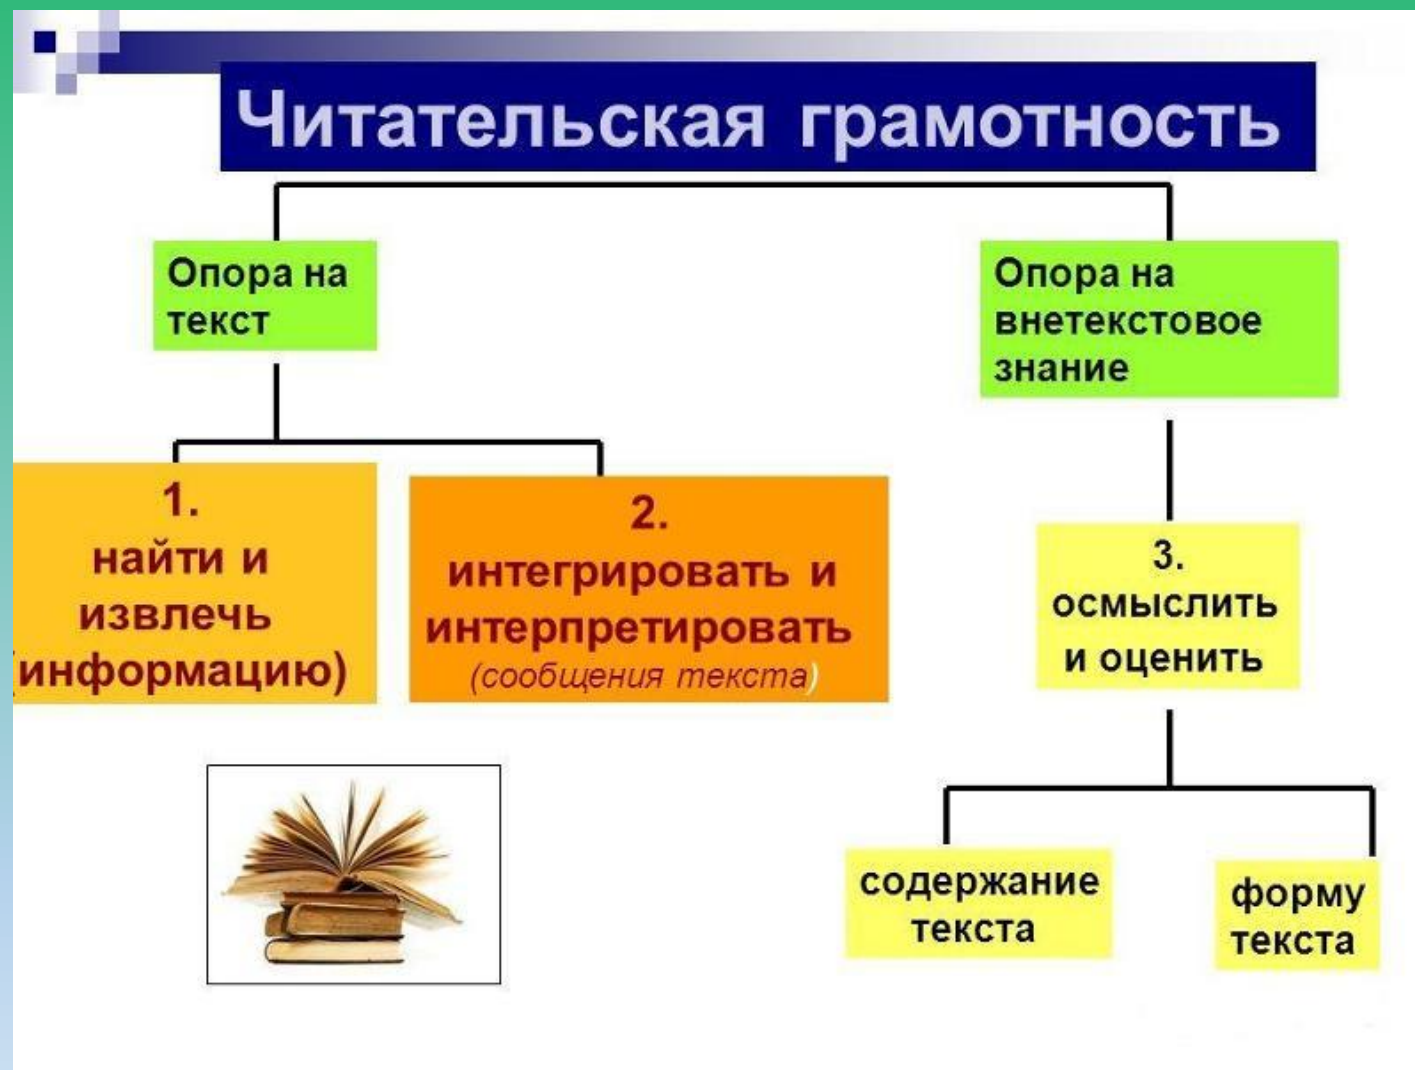 Читательская грамотность
Опора на
текст
Опора на
внетекстовое
знание
1.
найти и
извлечь
(информацию)
2.
интегрировать и
интерпретировать
(сообщения текста)
3.
осмыслить
и оценить
содержание
текста
форму
текста